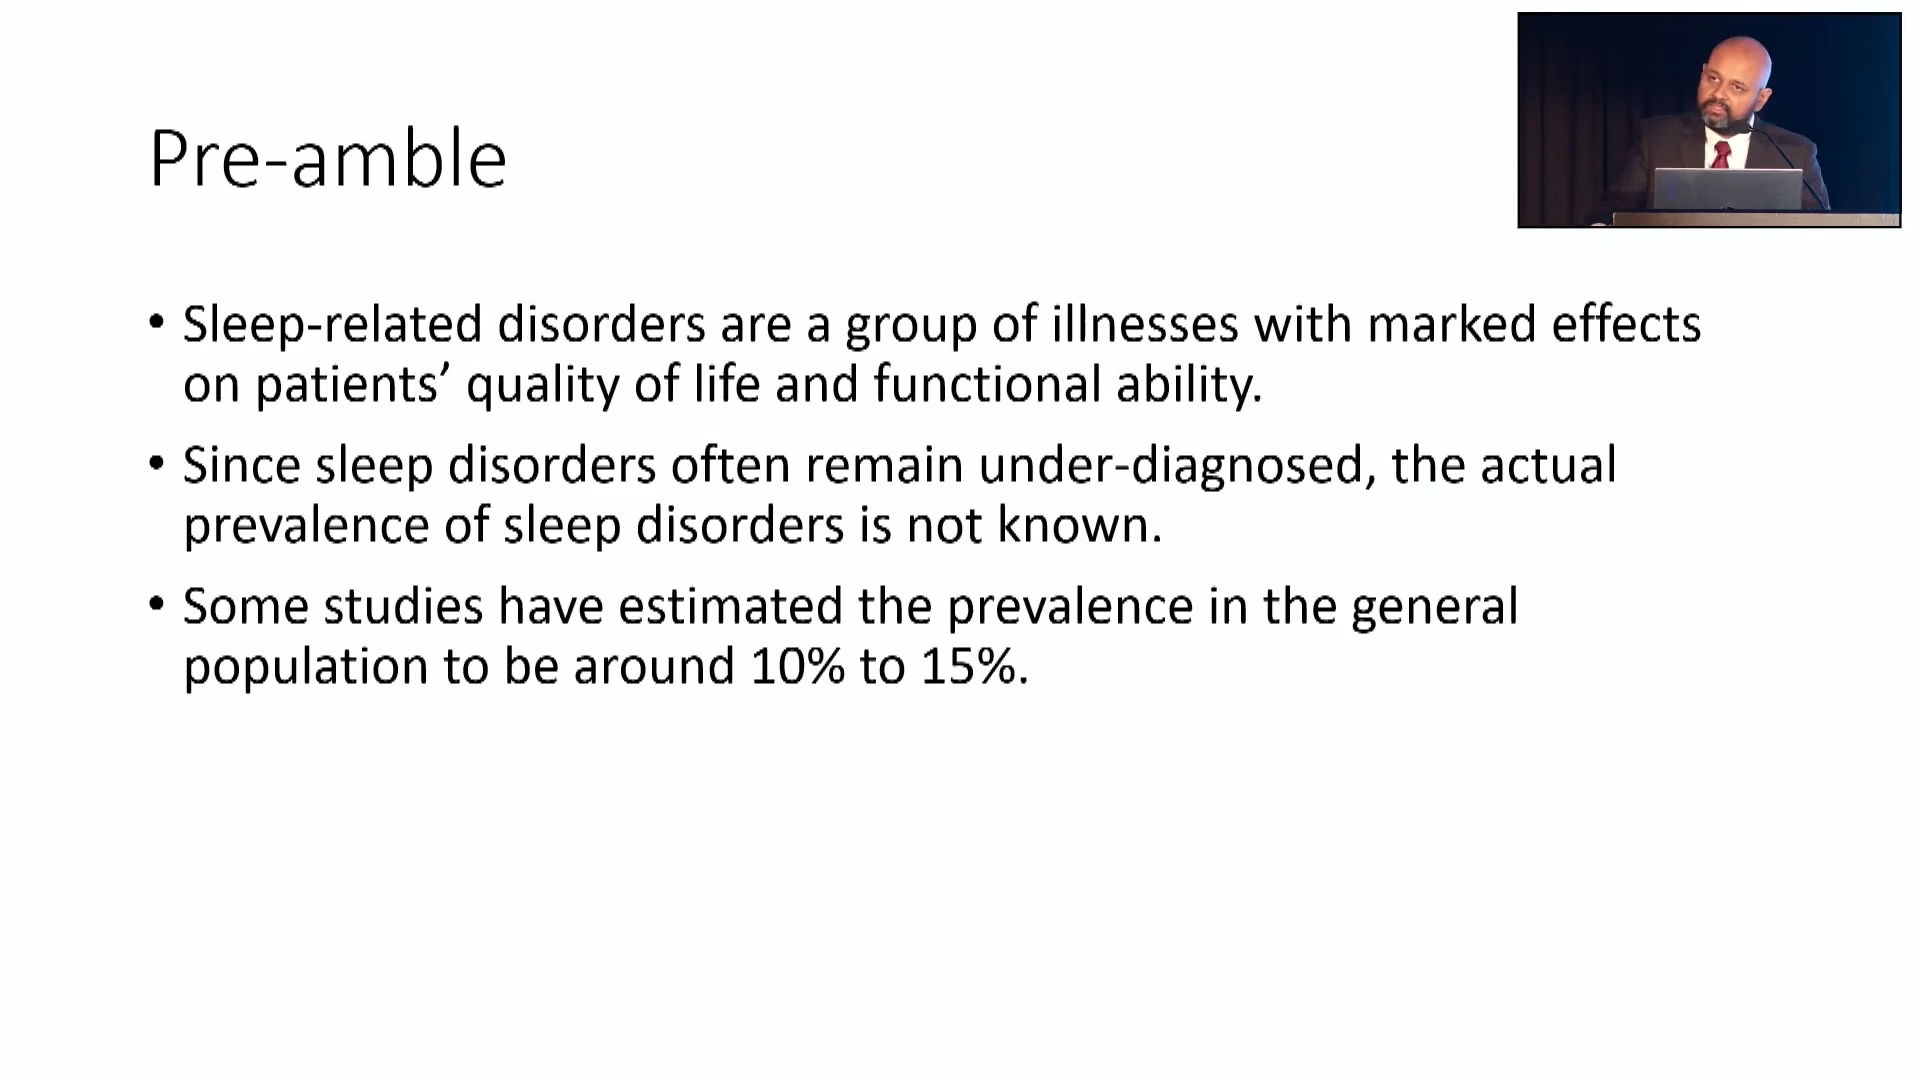 Pre-amble
• Sleep-related disorders are a group of illnesses with marked effects
on patients’ quality of life and functional ability.
• Since sleep disorders often remain under-diagnosed, the actual
prevalence of sleep disorders is not known.
• Some studies have estimated the prevalence in the general
population to be around 10% to 15%.